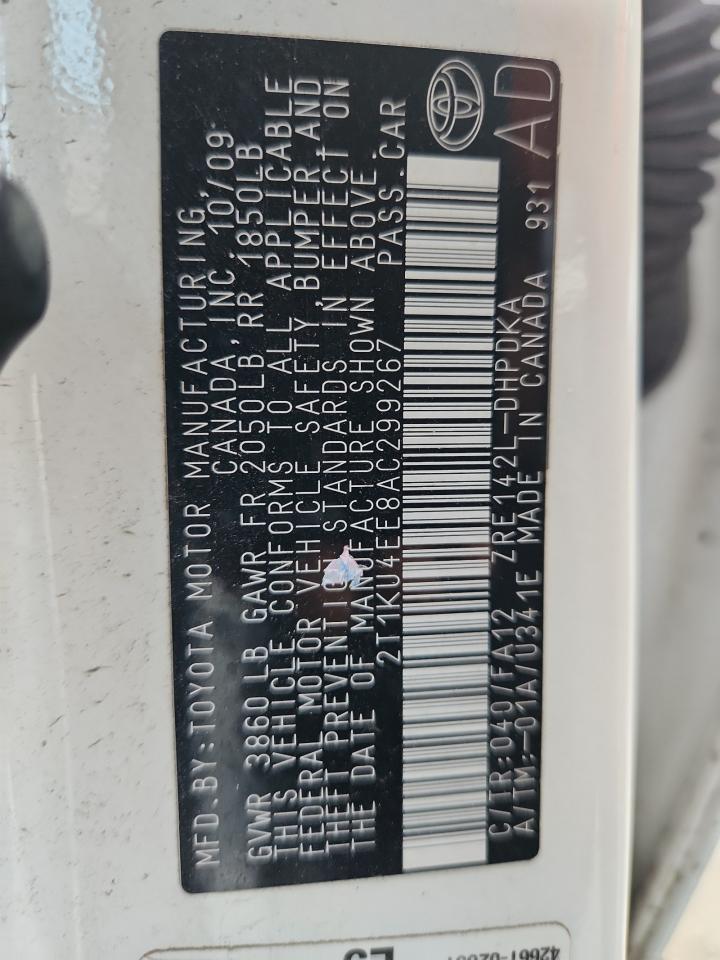 MFD.BY:TOYOTA MOTOR MANUFACTURING,
CANADA, INC. 10/09
GVWR 3860LB GAWR FR 2050LB, RR 1850LB
THIS VEHICLE CONFORMS TO ALL APPLICABLE
FEDERAL MOTOR VEHICLE SAFETY, BUMPER, AND
THEFT PREVENTION STANDARDS IN EFFECT ON
THE DATE OF MANUFACTURE SHOWN ABOVE.
2T1KU4EE8AC299267 PASS.CAR
C/TR:040/FA12 ZRE142L-DHPDKA
A/TM:-01A/U341E MADE IN CANADA 931 AD